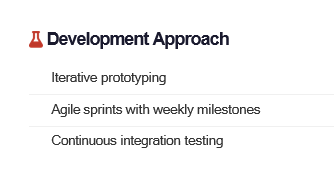 Development Approach
Iterative prototyping
Agile sprints with weekly milestones
Continuous integration testing